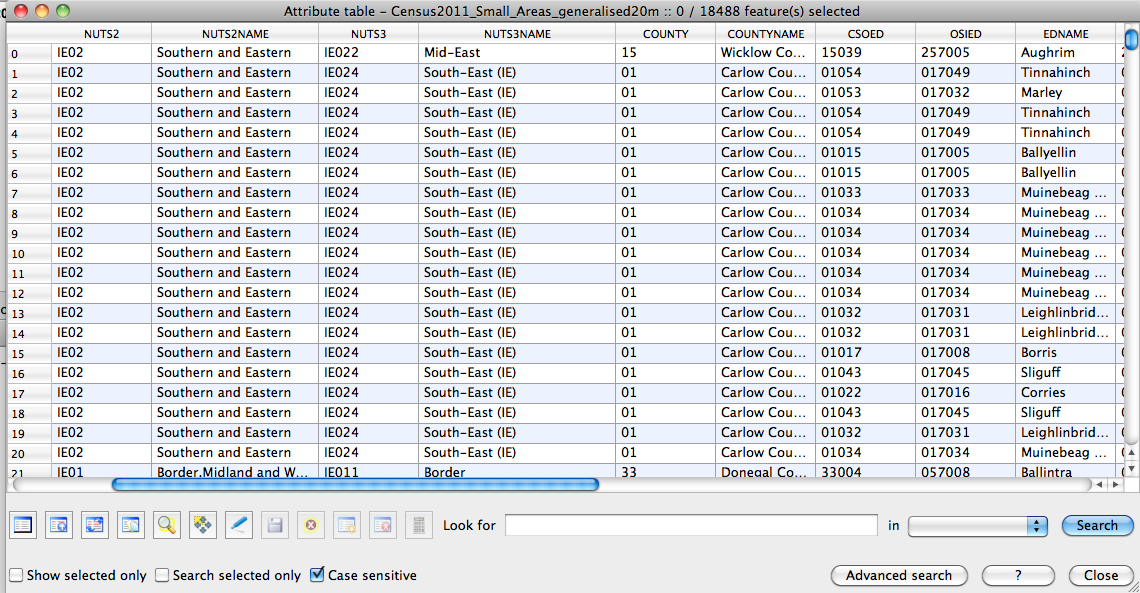 Attribute table - Census2011_Small_Areas_generalised20m :: 0 / 18488 feature(s) selected
NUTS2 NUTS2NAME NUTS3 NUTS3NAME COUNTY COUNTYNAME CSOED OSIED EDNAME
0 IE02 Southern and Eastern IE022 Mid-East 15 Wicklow Co... 15039 257005 Aughrim
1 IE02 Southern and Eastern IE024 South-East (IE) 01 Carlow Cou... 01054 017049 Tinnahinch
2 IE02 Southern and Eastern IE024 South-East (IE) 01 Carlow Cou... 01053 017032 Marley
3 IE02 Southern and Eastern IE024 South-East (IE) 01 Carlow Cou... 01054 017049 Tinnahinch
4 IE02 Southern and Eastern IE024 South-East (IE) 01 Carlow Cou... 01054 017049 Tinnahinch
5 IE02 Southern and Eastern IE024 South-East (IE) 01 Carlow Cou... 01015 017005 Ballyellin
6 IE02 Southern and Eastern IE024 South-East (IE) 01 Carlow Cou... 01015 017005 Ballyellin
7 IE02 Southern and Eastern IE024 South-East (IE) 01 Carlow Cou... 01033 017033 Muinebeag ...
8 IE02 Southern and Eastern IE024 South-East (IE) 01 Carlow Cou... 01034 017034 Muinebeag ...
9 IE02 Southern and Eastern IE024 South-East (IE) 01 Carlow Cou... 01034 017034 Muinebeag ...
10 IE02 Southern and Eastern IE024 South-East (IE) 01 Carlow Cou... 01034 017034 Muinebeag ...
11 IE02 Southern and Eastern IE024 South-East (IE) 01 Carlow Cou... 01034 017034 Muinebeag ...
12 IE02 Southern and Eastern IE024 South-East (IE) 01 Carlow Cou... 01034 017034 Muinebeag ...
13 IE02 Southern and Eastern IE024 South-East (IE) 01 Carlow Cou... 01032 017031 Leighlinbrid...
14 IE02 Southern and Eastern IE024 South-East (IE) 01 Carlow Cou... 01032 017031 Leighlinbrid...
15 IE02 Southern and Eastern IE024 South-East (IE) 01 Carlow Cou... 01017 017008 Borris
16 IE02 Southern and Eastern IE024 South-East (IE) 01 Carlow Cou... 01043 017045 Sliguff
17 IE02 Southern and Eastern IE024 South-East (IE) 01 Carlow Cou... 01022 017016 Corries
18 IE02 Southern and Eastern IE024 South-East (IE) 01 Carlow Cou... 01043 017045 Sliguff
19 IE02 Southern and Eastern IE024 South-East (IE) 01 Carlow Cou... 01032 017031 Leighlinbrid...
20 IE02 Southern and Eastern IE024 South-East (IE) 01 Carlow Cou... 01034 017034 Muinebeag ...
21 IE01 Border,Midland and W... IE011 Border 33 Donegal Co... 33004 057008 Ballintra
Look for in Search
Show selected only Search selected only Case sensitive Advanced search ? Close